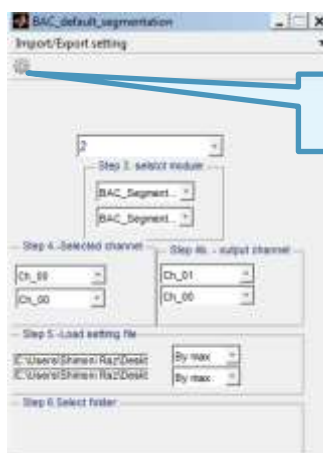 BAC_default_segmentation
Import/Export setting
2
Step 3. select module
BAC_Segment...
BAC_Segment...
Step 4.-Selected channel
Step 4b. - output channel
Ch_00
Ch_01
Ch_00
Ch_00
Step 5.-Load setting file
C:\Users\Shimon Raz\Deskt
By max
C:\Users\Shimon Raz\Deskt
By max
Step 6.Select folder